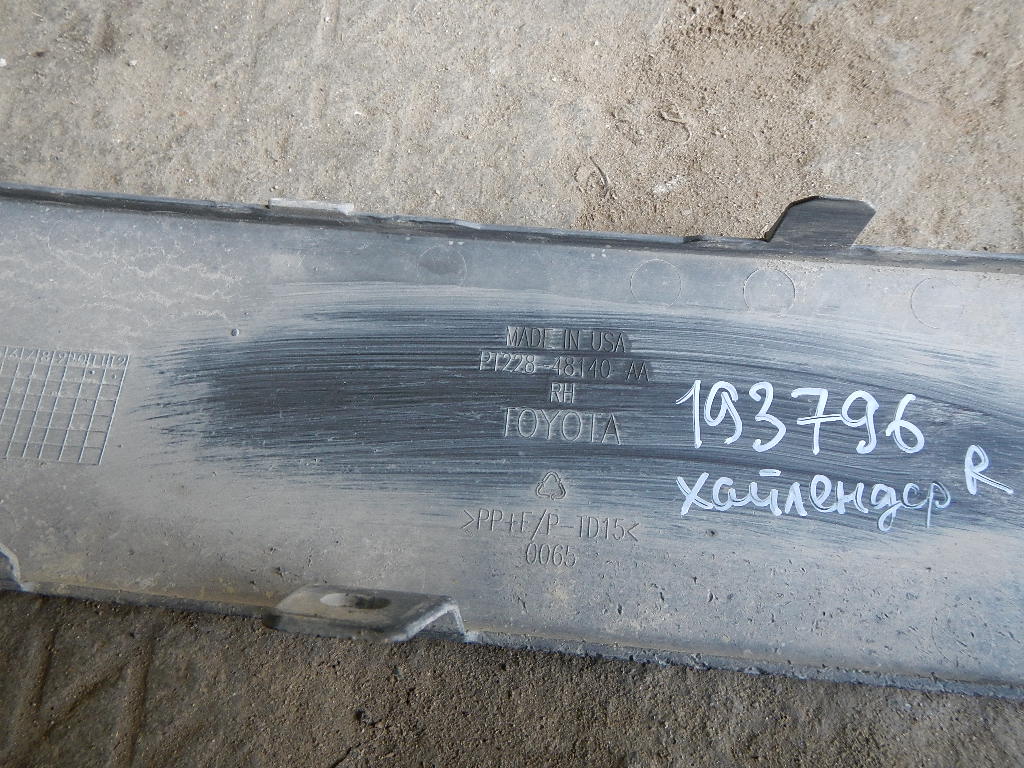 MADE IN USA
PT228-48140-AA
RH
TOYOTA
>PP+E/P-TD15<
0065
193796
хайлендер R